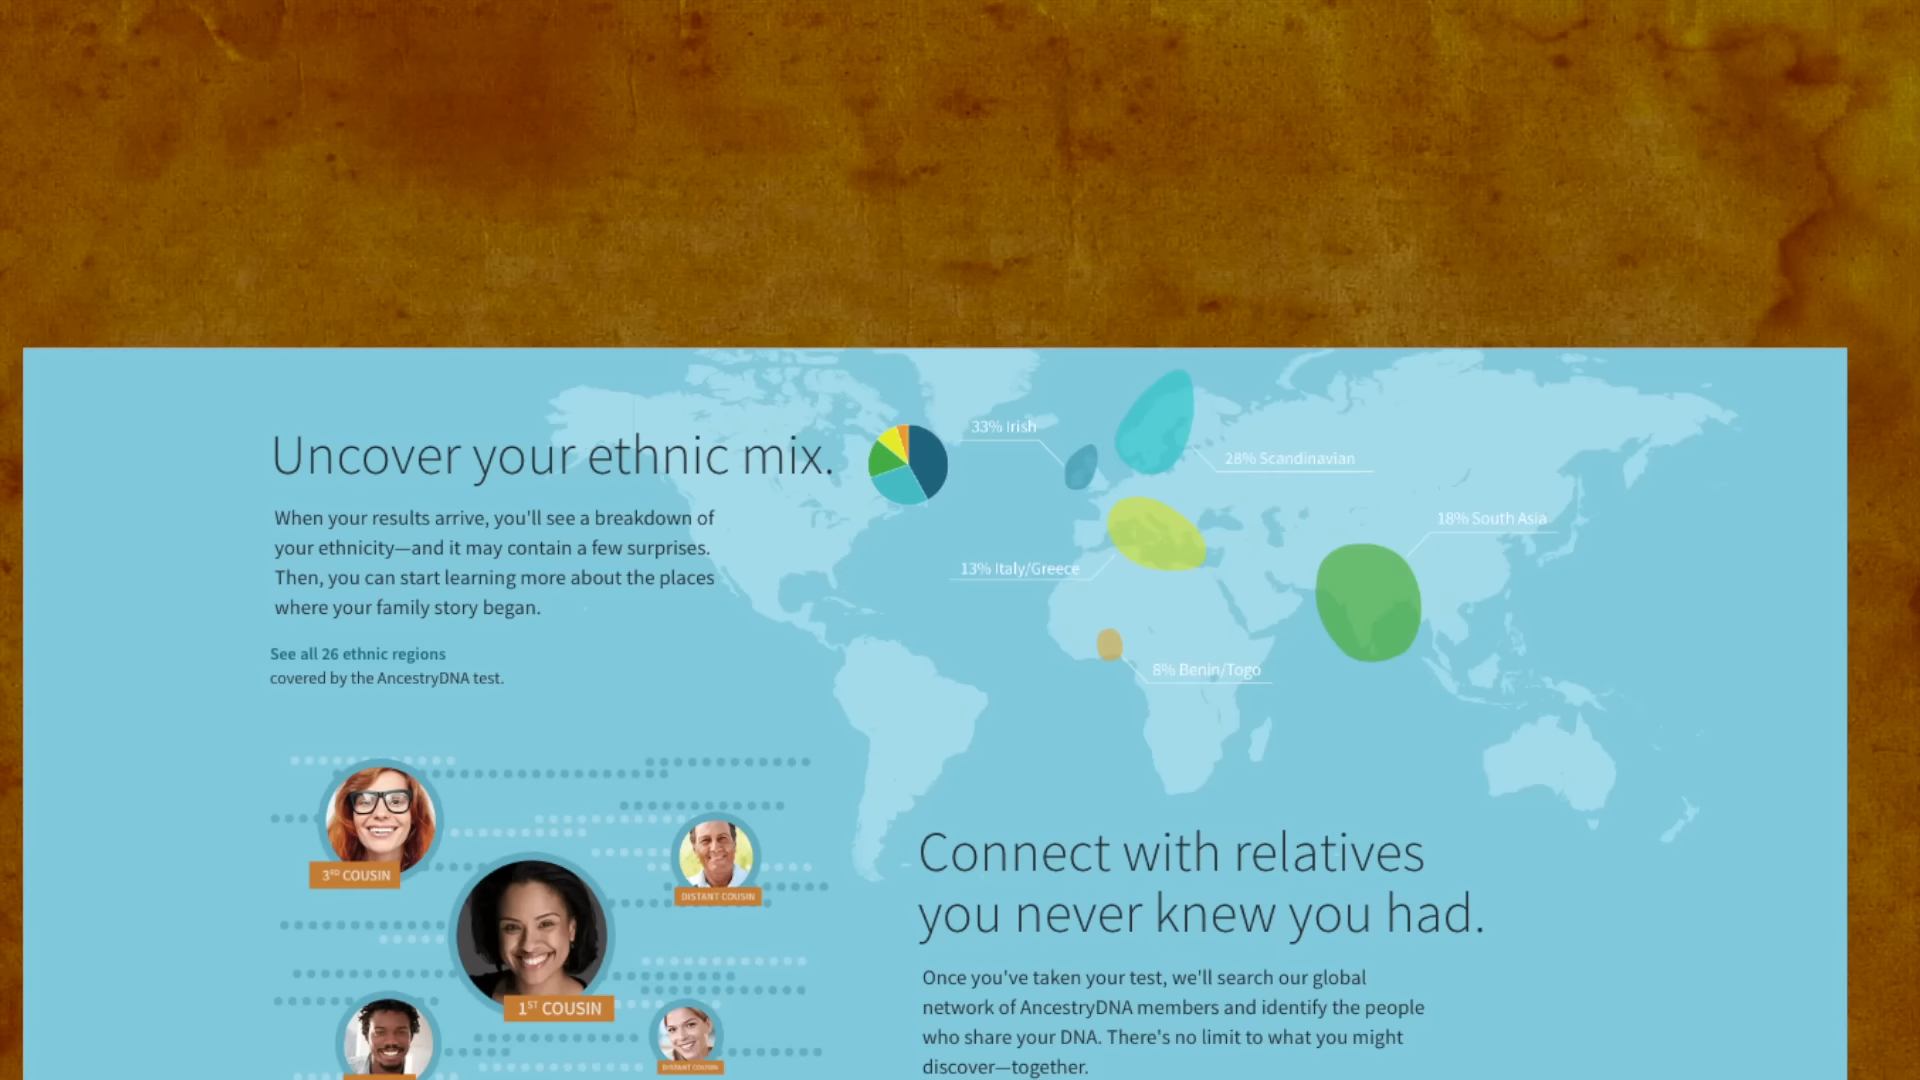 Uncover your ethnic mix.
33% Irish
28% Scandinavian
18% South Asia
13% Italy/Greece
8% Benin/Togo
When your results arrive, you'll see a breakdown of
your ethnicity—and it may contain a few surprises.
Then, you can start learning more about the places
where your family story began.
See all 26 ethnic regions
covered by the AncestryDNA test.
3RD COUSIN
DISTANT COUSIN
1ST COUSIN
DISTANT COUSIN
Connect with relatives
you never knew you had.
Once you've taken your test, we'll search our global
network of AncestryDNA members and identify the people
who share your DNA. There's no limit to what you might
discover—together.